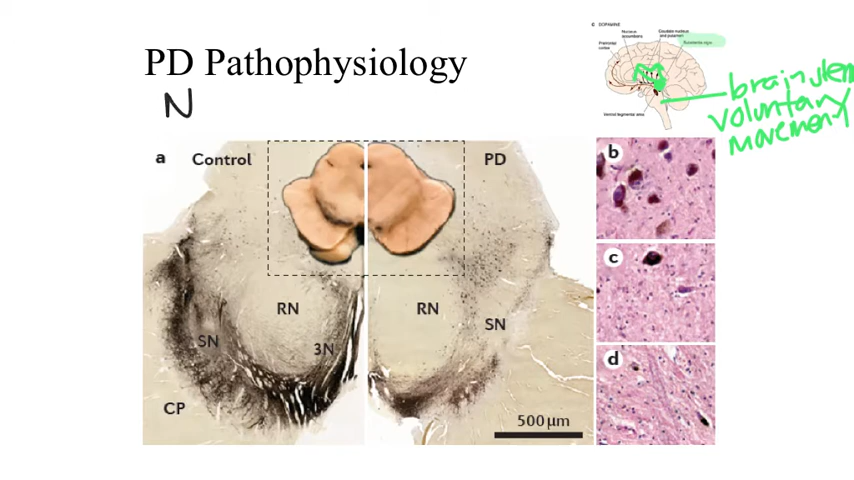 PD Pathophysiology
N
c DOPAMINE
Nucleus
accumbens
Caudate nucleus
and putamen
Substantia nigra
Prefrontal
cortex
Ventral tegmental area
brain stem
voluntary
movement
a Control
PD
RN
SN
3N
CP
RN
SN
500 µm
b
c
d